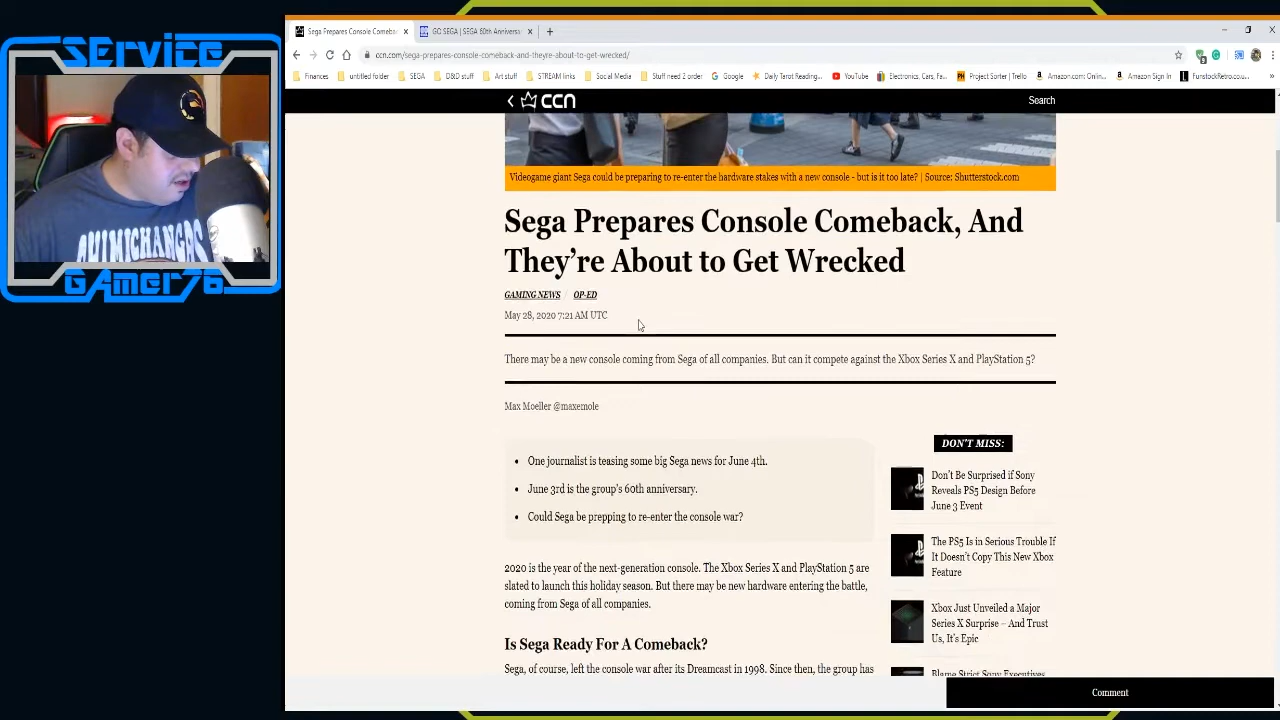 SErvicE
GAmer76
CHIMICHANGAS
Sega Prepares Console Comeba
GO SEGA | SEGA 60th Anniversa
ccn.com/sega-prepares-console-comeback-and-theyre-about-to-get-wrecked/
Finances
untitled folder
SEGA
D&D stuff
Art stuff
STREAM links
Social Media
Stuff need 2 order
Google
Daily Tarot Reading...
YouTube
Electronics, Cars, Fa...
Project Sorter | Trello
Amazon.com: Onlin...
Amazon Sign In
FunstockRetro.co.u...
ccn
Search
Videogame giant Sega could be preparing to re-enter the hardware stakes with a new console - but is it too late? | Source: Shutterstock.com
Sega Prepares Console Comeback, And
They're About to Get Wrecked
GAMING NEWS / OP-ED
May 28, 2020 7:21 AM UTC
There may be a new console coming from Sega of all companies. But can it compete against the Xbox Series X and PlayStation 5?
Max Moeller @maxemole
• One journalist is teasing some big Sega news for June 4th.
• June 3rd is the group's 60th anniversary.
• Could Sega be prepping to re-enter the console war?
2020 is the year of the next-generation console. The Xbox Series X and PlayStation 5 are
slated to launch this holiday season. But there may be new hardware entering the battle,
coming from Sega of all companies.
Is Sega Ready For A Comeback?
Sega, of course, left the console war after its Dreamcast in 1998. Since then, the group has
DON'T MISS:
Don't Be Surprised if Sony
Reveals PS5 Design Before
June 3 Event
The PS5 Is in Serious Trouble If
It Doesn't Copy This New Xbox
Feature
Xbox Just Unveiled a Major
Series X Surprise – And Trust
Us, It's Epic
Blame Strict Sony Executives
Comment